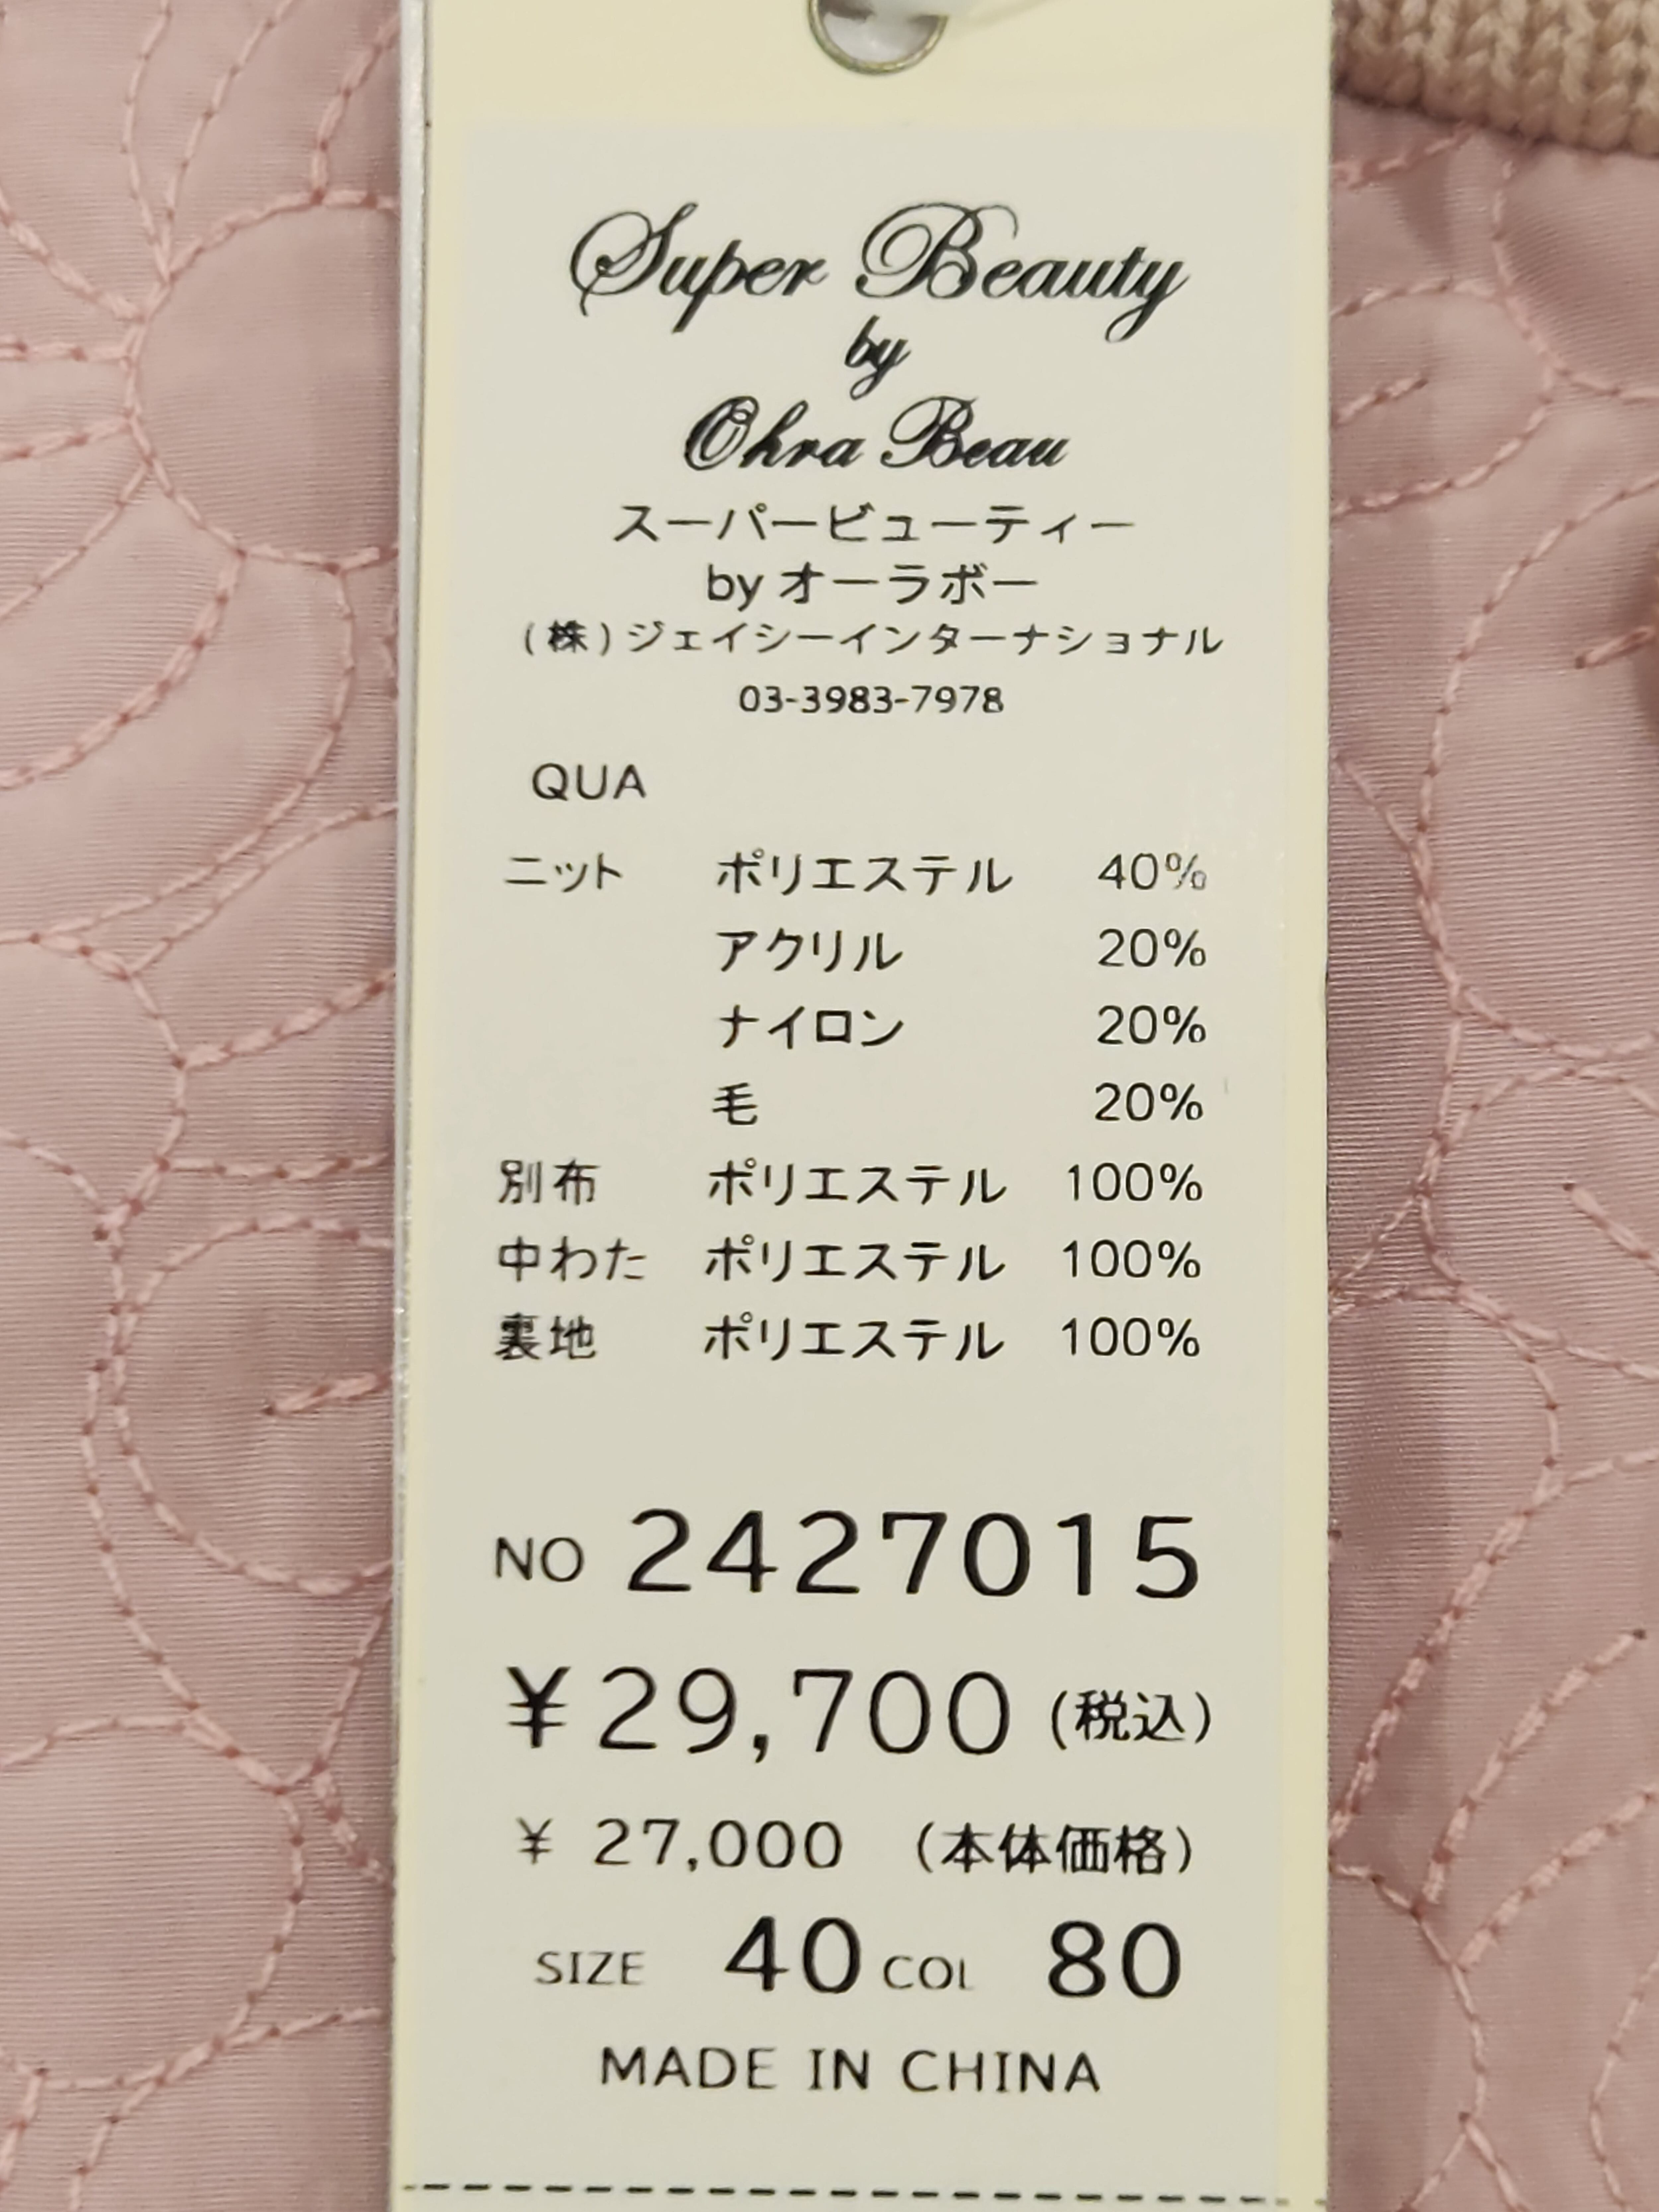 Super Beauty
by
Ohra Beau
スーパービューティー
by オーラボー
(株)ジェイシーインターナショナル
03-3983-7978
QUA
ニット ポリエステル 40%
アクリル 20%
ナイロン 20%
毛 20%
別布 ポリエステル 100%
中わた ポリエステル 100%
裏地 ポリエステル 100%
NO 2427015
¥29,700(税込)
¥ 27,000 (本体価格)
SIZE 40 COL 80
MADE IN CHINA